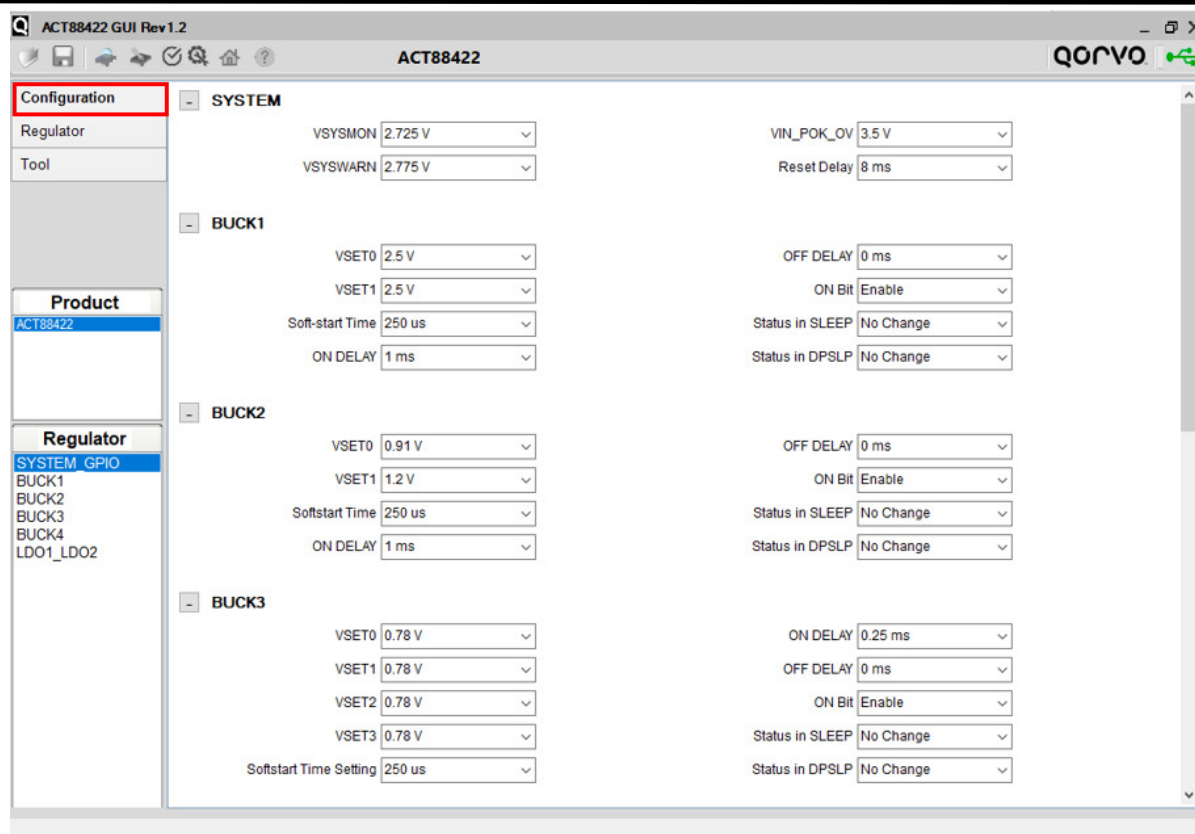 ACT88422 GUI Rev1.2
ACT88422
QORVO
Configuration
Regulator
Tool
Product
ACT88422
Regulator
SYSTEM_GPIO
BUCK1
BUCK2
BUCK3
BUCK4
LDO1_LDO2
- SYSTEM
VSYSMON 2.725 V VIN_POK_OV 3.5 V
VSYSWARN 2.775 V Reset Delay 8 ms
- BUCK1
VSET0 2.5 V OFF DELAY 0 ms
VSET1 2.5 V ON Bit Enable
Soft-start Time 250 us Status in SLEEP No Change
ON DELAY 1 ms Status in DPSLP No Change
- BUCK2
VSET0 0.91 V OFF DELAY 0 ms
VSET1 1.2 V ON Bit Enable
Softstart Time 250 us Status in SLEEP No Change
ON DELAY 1 ms Status in DPSLP No Change
- BUCK3
VSET0 0.78 V ON DELAY 0.25 ms
VSET1 0.78 V OFF DELAY 0 ms
VSET2 0.78 V ON Bit Enable
VSET3 0.78 V Status in SLEEP No Change
Softstart Time Setting 250 us Status in DPSLP No Change